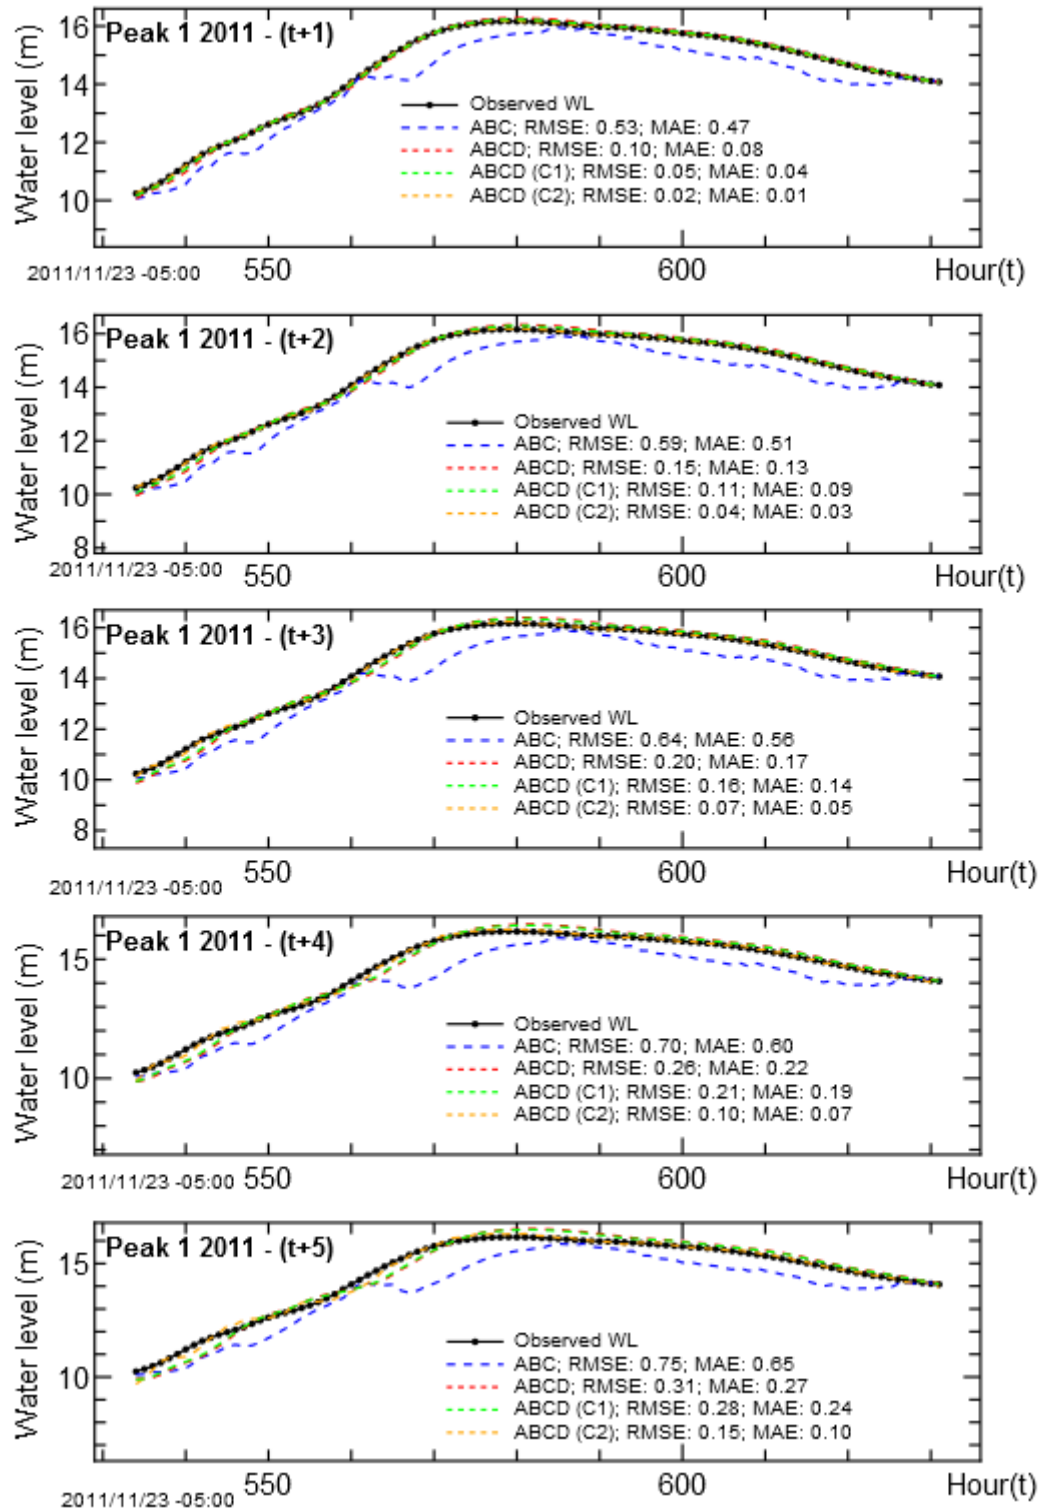 Peak 1 2011 - (t+1)
Water level (m)
16
14
12
10
Observed WL
ABC; RMSE: 0.53; MAE: 0.47
ABCD; RMSE: 0.10; MAE: 0.08
ABCD (C1); RMSE: 0.05; MAE: 0.04
ABCD (C2); RMSE: 0.02; MAE: 0.01
2011/11/23 -05:00 550 600 Hour(t)
Peak 1 2011 - (t+2)
Water level (m)
16
14
12
10
8
Observed WL
ABC; RMSE: 0.59; MAE: 0.51
ABCD; RMSE: 0.15; MAE: 0.13
ABCD (C1); RMSE: 0.11; MAE: 0.09
ABCD (C2); RMSE: 0.04; MAE: 0.03
2011/11/23 -05:00 550 600 Hour(t)
Peak 1 2011 - (t+3)
Water level (m)
16
14
12
10
8
Observed WL
ABC; RMSE: 0.64; MAE: 0.56
ABCD; RMSE: 0.20; MAE: 0.17
ABCD (C1); RMSE: 0.16; MAE: 0.14
ABCD (C2); RMSE: 0.07; MAE: 0.05
2011/11/23 -05:00 550 600 Hour(t)
Peak 1 2011 - (t+4)
Water level (m)
15
10
Observed WL
ABC; RMSE: 0.70; MAE: 0.60
ABCD; RMSE: 0.26; MAE: 0.22
ABCD (C1); RMSE: 0.21; MAE: 0.19
ABCD (C2); RMSE: 0.10; MAE: 0.07
2011/11/23 -05:00 550 600 Hour(t)
Peak 1 2011 - (t+5)
Water level (m)
15
10
Observed WL
ABC; RMSE: 0.75; MAE: 0.65
ABCD; RMSE: 0.31; MAE: 0.27
ABCD (C1); RMSE: 0.28; MAE: 0.24
ABCD (C2); RMSE: 0.15; MAE: 0.10
2011/11/23 -05:00 550 600 Hour(t)